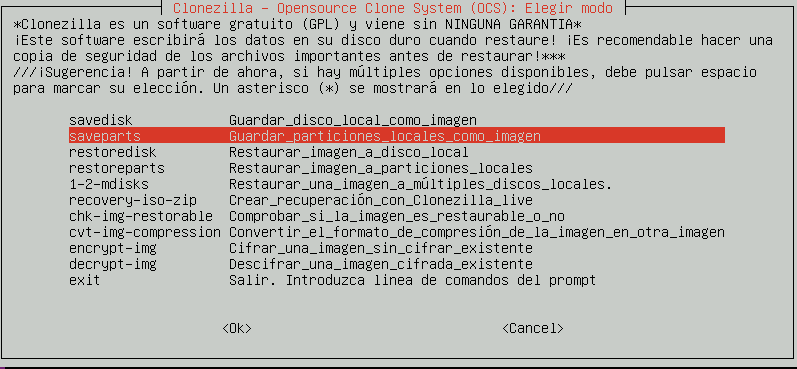 Clonezilla - Opensource Clone System (OCS): Elegir modo
*Clonezilla es un software gratuito (GPL) y viene sin NINGUNA GARANTIA*
¡Este software escribirá los datos en su disco duro cuando restaure! ¡Es recomendable hacer una
copia de seguridad de los archivos importantes antes de restaurar!***
///¡Sugerencia! A partir de ahora, si hay múltiples opciones disponibles, debe pulsar espacio
para marcar su elección. Un asterisco (*) se mostrará en lo elegido///
savedisk Guardar_disco_local_como_imagen
saveparts Guardar_particiones_locales_como_imagen
restoredisk Restaurar_imagen_a_disco_local
restoreparts Restaurar_imagen_a_particiones_locales
1-2-mdisks Restaurar_una_imagen_a_múltiples_discos_locales.
recovery-iso-zip Crear_recuperación_con_Clonezilla_live
chk-img-restorable Comprobar_si_la_imagen_es_restaurable_o_no
cvt-img-compression Convertir_el_formato_de_compresión_de_la_imagen_en_otra_imagen
encrypt-img Cifrar_una_imagen_sin_cifrar_existente
decrypt-img Descifrar_una_imagen_cifrada_existente
exit Salir. Introduzca linea de comandos del prompt
<Ok> <Cancel>